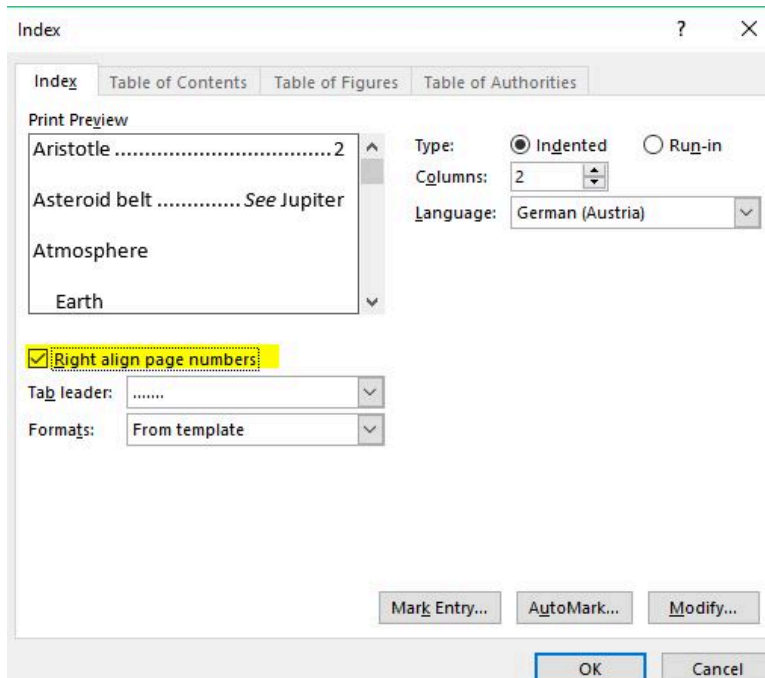 Index ?
Index Table of Contents Table of Figures Table of Authorities
Print Preview
Aristotle ................................... 2
Asteroid belt .............. See Jupiter
Atmosphere
Earth
Type: Indented Run-in
Columns: 2
Language: German (Austria)
Right align page numbers
Tab leader: .......
Formats: From template
Mark Entry... AutoMark... Modify...
OK Cancel